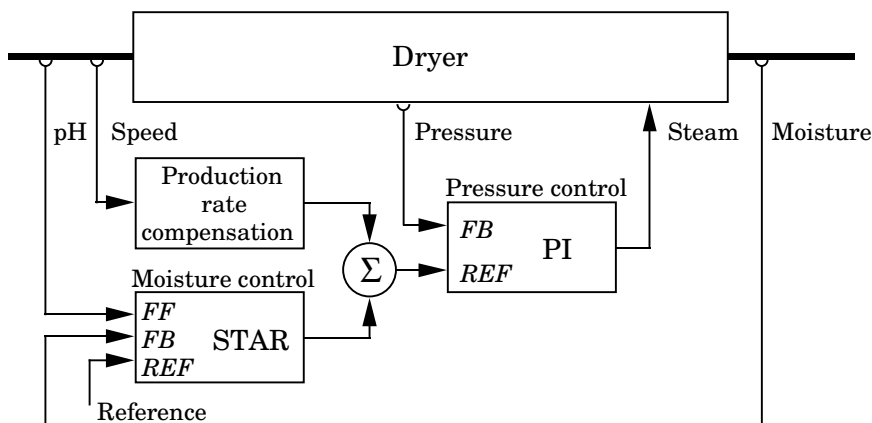 Dryer
pH
Speed
Pressure
Steam
Moisture
Production
rate
compensation
Pressure control
FB
REF
PI
Σ
Moisture control
FF
FB
REF
STAR
Reference